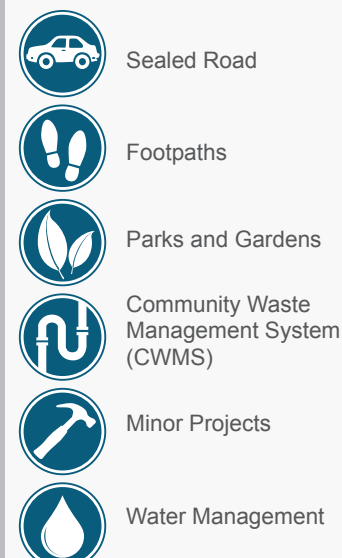 Sealed Road
Footpaths
Parks and Gardens
Community Waste
Management System
(CWMS)
Minor Projects
Water Management